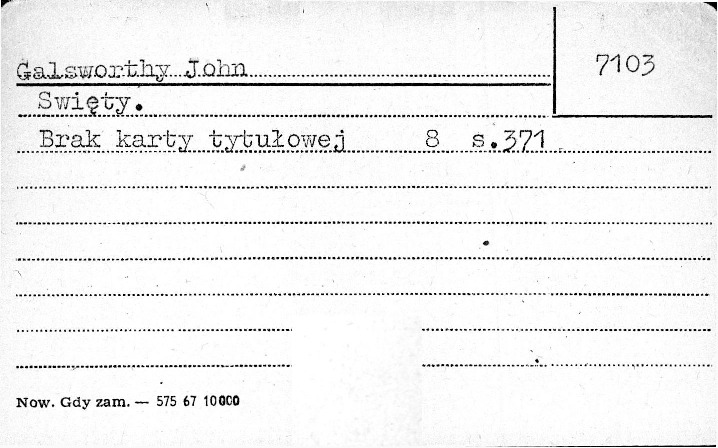 Galsworthy John
7103
Swięty.
Brak karty tytułowej 8 s.371
Now. Gdy zam. — 575 67 10000